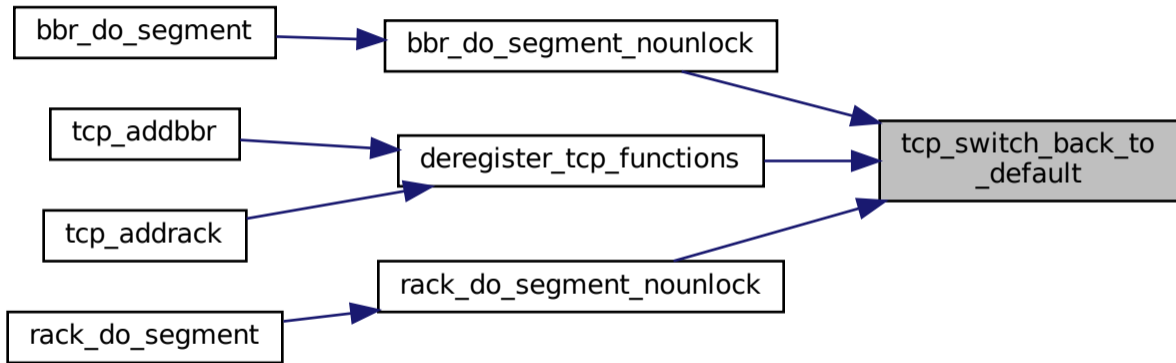 bbr_do_segment
bbr_do_segment_nounlock
tcp_addbbr
deregister_tcp_functions
tcp_switch_back_to
_default
tcp_addrack
rack_do_segment_nounlock
rack_do_segment